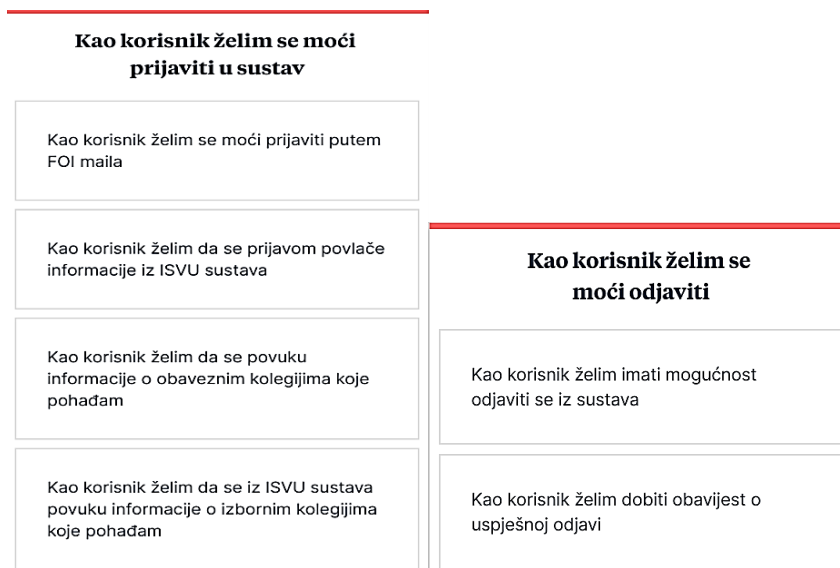 Kao korisnik želim se moći
prijaviti u sustav
Kao korisnik želim se moći prijaviti putem
FOI maila
Kao korisnik želim da se prijavom povlače
informacije iz ISVU sustava
Kao korisnik želim da se povuku
informacije o obaveznim kolegijima koje
pohađam
Kao korisnik želim da se iz ISVU sustava
povuku informacije o izbornim kolegijima
koje pohađam
Kao korisnik želim se
moći odjaviti
Kao korisnik želim imati mogućnost
odjaviti se iz sustava
Kao korisnik želim dobiti obavijest o
uspješnoj odjavi